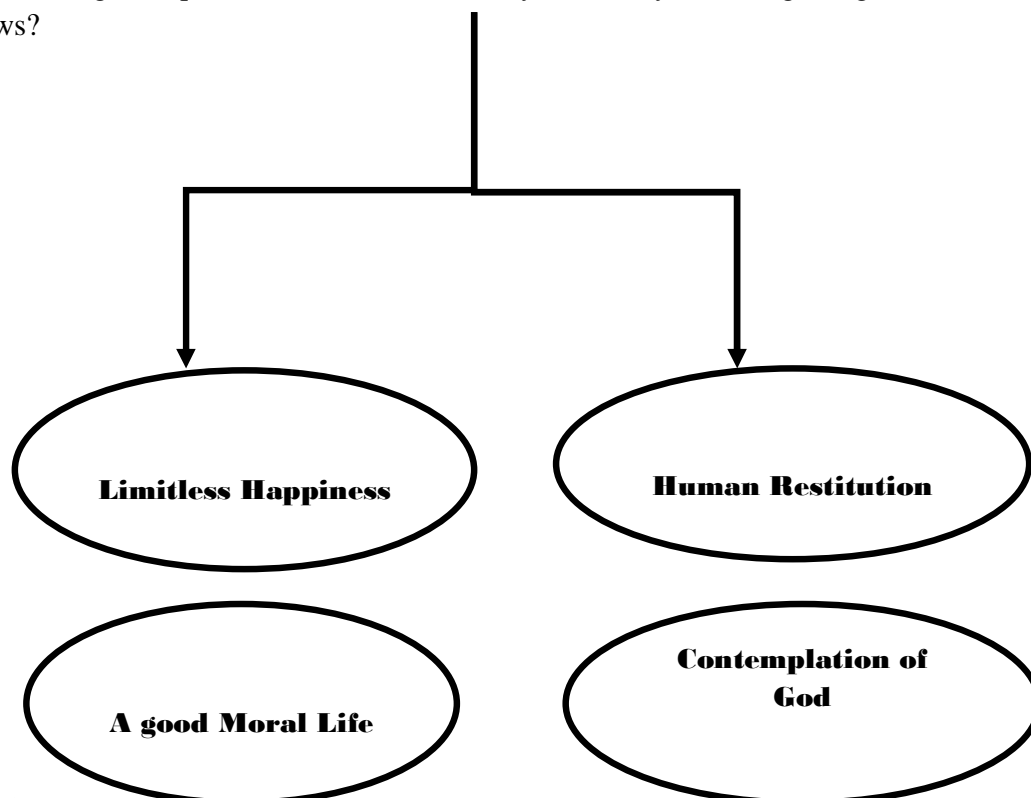 ws?
Limitless Happiness
Human Restitution
Contemplation of
God
A good Moral Life